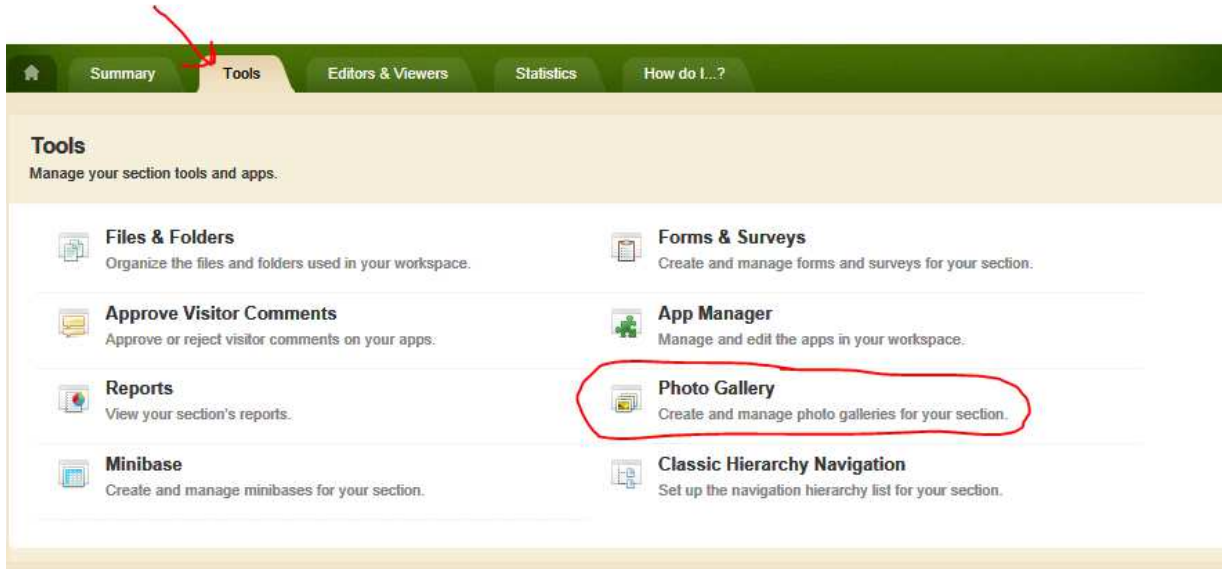 Summary Tools Editors & Viewers Statistics How do I...?
Tools
Manage your section tools and apps.
Files & Folders
Organize the files and folders used in your workspace.
Forms & Surveys
Create and manage forms and surveys for your section.
Approve Visitor Comments
Approve or reject visitor comments on your apps.
App Manager
Manage and edit the apps in your workspace.
Reports
View your section's reports.
Photo Gallery
Create and manage photo galleries for your section.
Minibase
Create and manage minibases for your section.
Classic Hierarchy Navigation
Set up the navigation hierarchy list for your section.